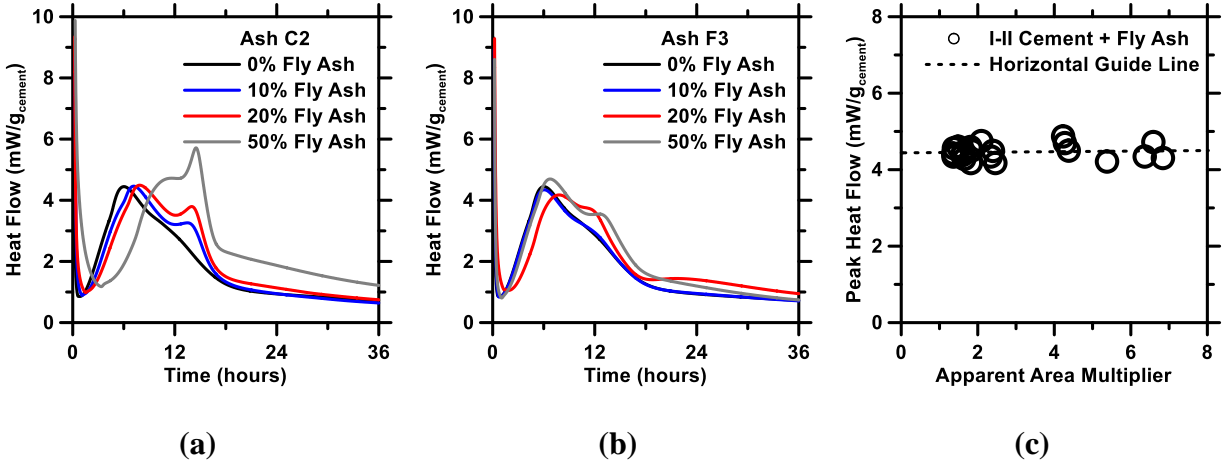 Ash C2
0% Fly Ash
10% Fly Ash
20% Fly Ash
50% Fly Ash
Heat Flow (mW/gcement)
10
8
6
4
2
0
0 12 24 36
Time (hours)
(a)
Ash F3
0% Fly Ash
10% Fly Ash
20% Fly Ash
50% Fly Ash
Heat Flow (mW/gcement)
10
8
6
4
2
0
0 12 24 36
Time (hours)
(b)
I-II Cement + Fly Ash
Horizontal Guide Line
Peak Heat Flow (mW/gcement)
8
6
4
2
0
0 2 4 6 8
Apparent Area Multiplier
(c)